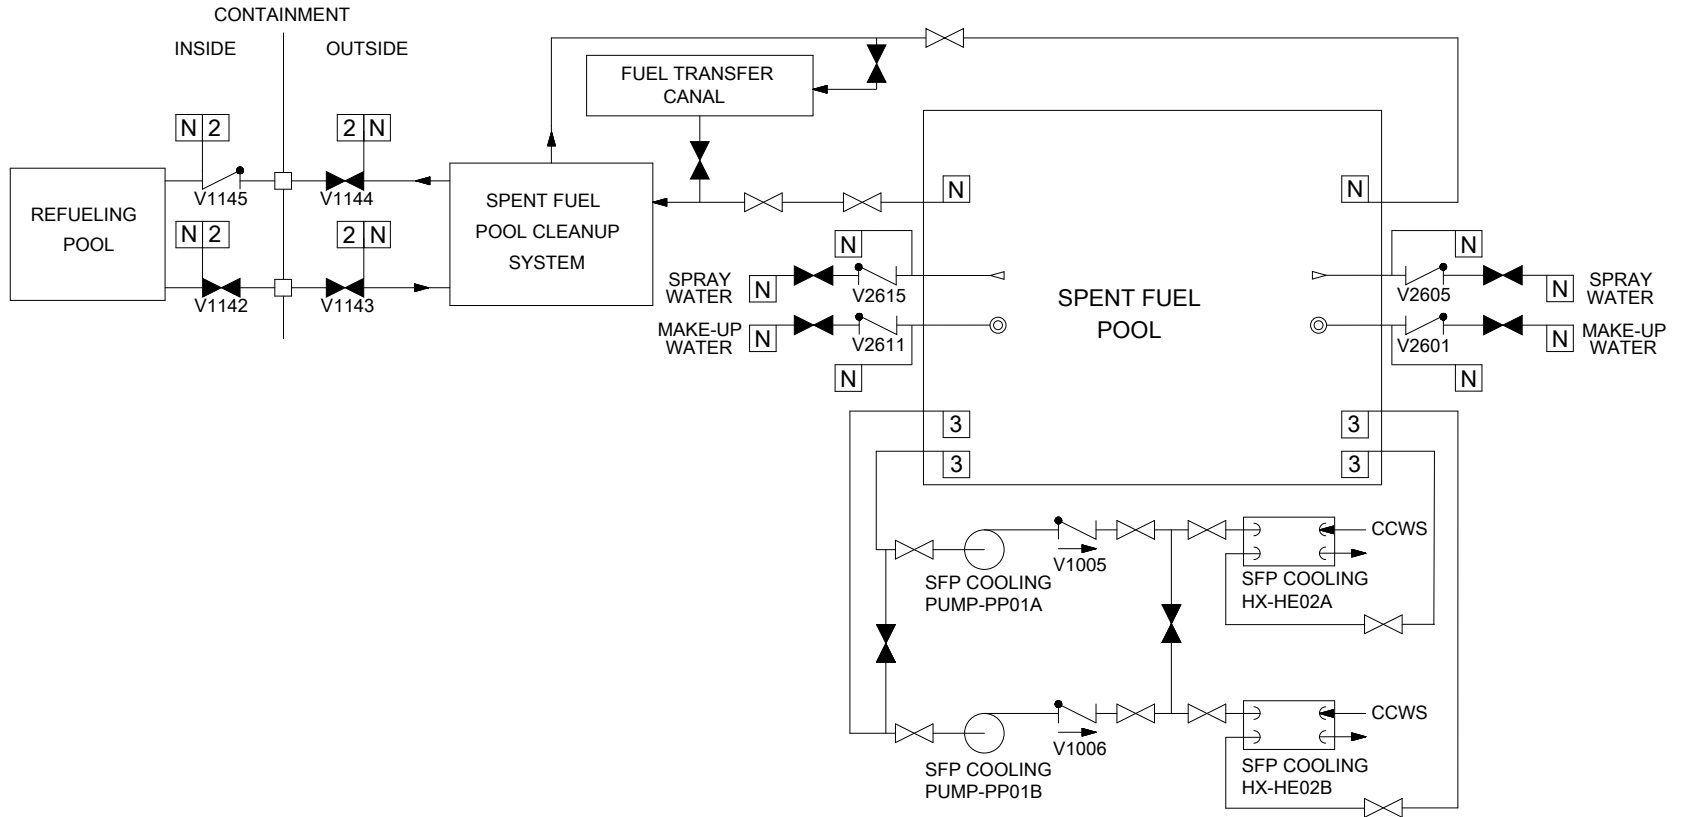 CONTAINMENT
INSIDE
OUTSIDE
FUEL TRANSFER
CANAL
N 2
2 N
V1145
V1144
REFUELING
POOL
N 2
2 N
V1142
V1143
SPENT FUEL
POOL CLEANUP
SYSTEM
N
N
N
N
SPRAY
WATER
N
V2615
V2605
N
SPRAY
WATER
SPENT FUEL
POOL
MAKE-UP
WATER
N
V2611
V2601
N
MAKE-UP
WATER
N
N
3
3
3
3
V1005
CCWS
SFP COOLING
PUMP-PP01A
SFP COOLING
HX-HE02A
V1006
CCWS
SFP COOLING
PUMP-PP01B
SFP COOLING
HX-HE02B